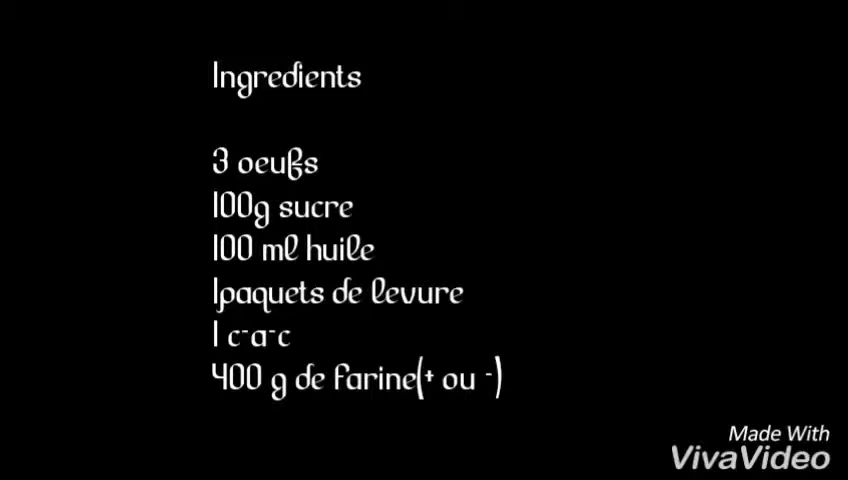 Ingredients
3 oeufs
100g sucre
100 ml huile
1paquets de levure
1 c-a-c
400 g de farine(+ ou -)
Made With
VivaVideo